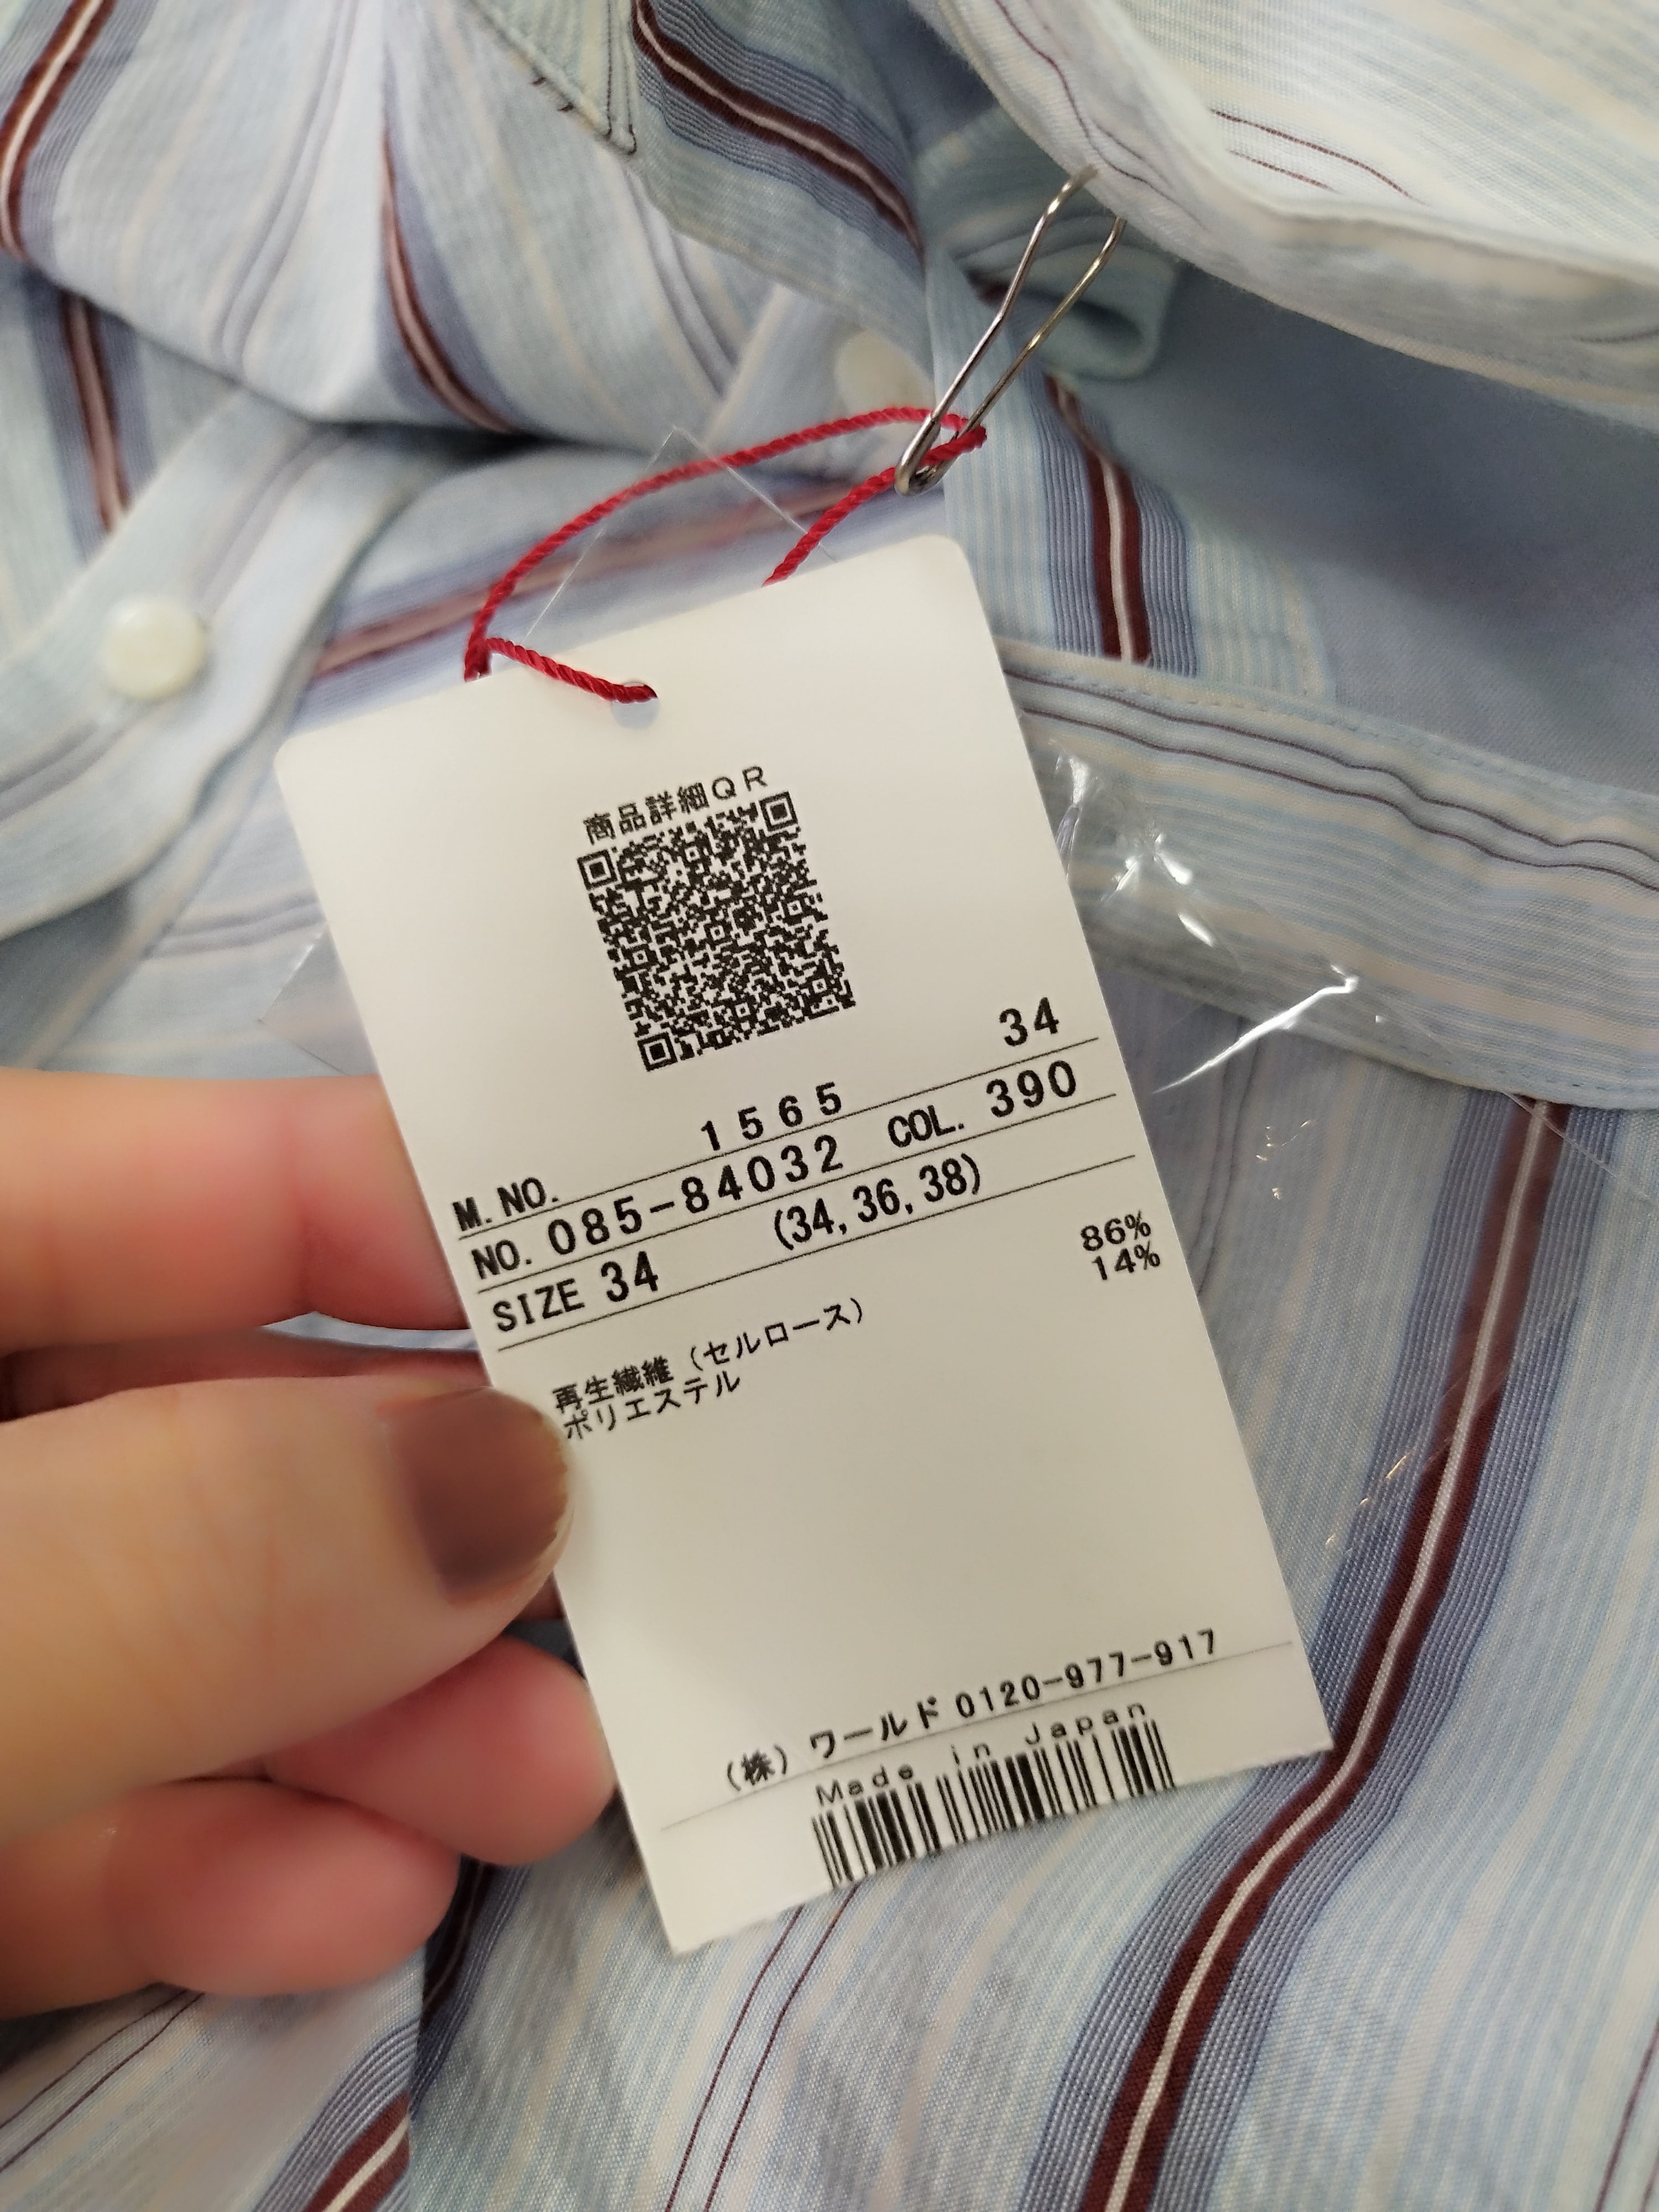 商品詳細QR
34
M.NO. 1565
NO. 085-84032 COL. 390
SIZE 34 (34,36,38)
再生繊維（セルロース） 86%
ポリエステル 14%
（株）ワールド 0120-977-917
Made in Japan